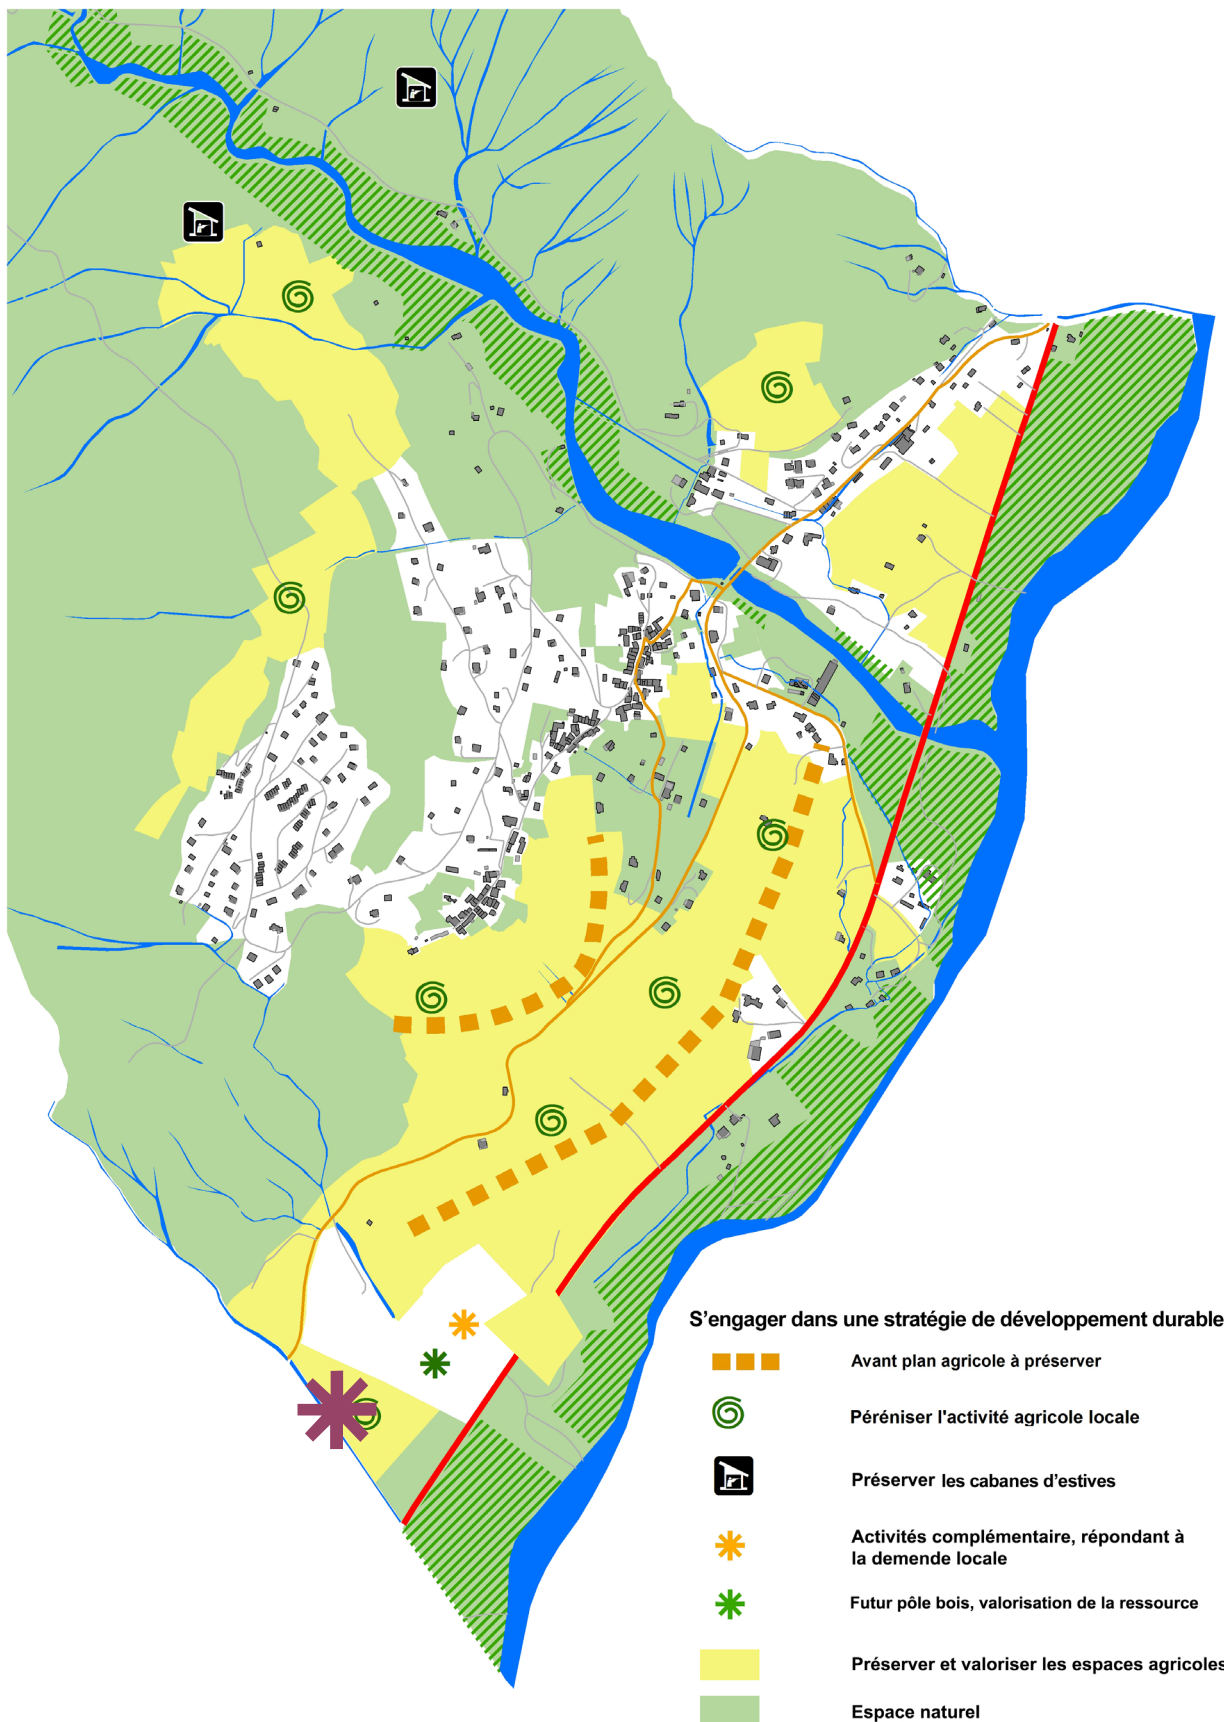 S'engager dans une stratégie de développement durable
Avant plan agricole à préserver
Péréniser l'activité agricole locale
Préserver les cabanes d'estives
Activités complémentaire, répondant à
la demende locale
Futur pôle bois, valorisation de la ressource
Préserver et valoriser les espaces agricoles
Espace naturel